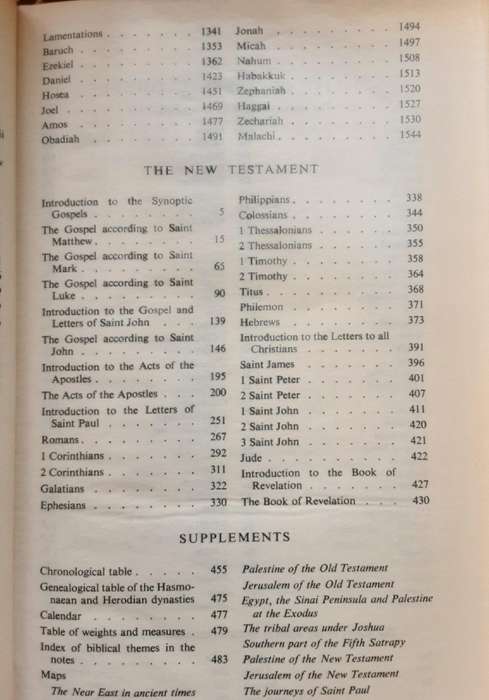 Lamentations . . . . . . . 1341
Baruch . . . . . . . . . 1353
Ezekiel . . . . . . . . . 1362
Daniel . . . . . . . . . 1423
Hosea . . . . . . . . . 1451
Joel . . . . . . . . . . 1469
Amos . . . . . . . . . 1477
Obadiah . . . . . . . . 1491
Jonah . . . . . . . . . 1494
Micah . . . . . . . . . 1497
Nahum . . . . . . . . . 1508
Habakkuk . . . . . . . . 1513
Zephaniah . . . . . . . . 1520
Haggai . . . . . . . . . 1527
Zechariah . . . . . . . . 1530
Malachi . . . . . . . . . 1544
THE NEW TESTAMENT
Introduction to the Synoptic
Gospels . . . . . . . 5
The Gospel according to Saint
Matthew . . . . . . . 15
The Gospel according to Saint
Mark . . . . . . . . 65
The Gospel according to Saint
Luke . . . . . . . . 90
Introduction to the Gospel and
Letters of Saint John . . . 139
The Gospel according to Saint
John . . . . . . . . 146
Introduction to the Acts of the
Apostles . . . . . . . 195
The Acts of the Apostles . . . 200
Introduction to the Letters of
Saint Paul . . . . . . 251
Romans . . . . . . . . 267
1 Corinthians . . . . . . . 292
2 Corinthians . . . . . . . 311
Galatians . . . . . . . . 322
Ephesians . . . . . . . . 330
Philippians . . . . . . . . 338
Colossians . . . . . . . . 344
1 Thessalonians . . . . . . 350
2 Thessalonians . . . . . . 355
1 Timothy . . . . . . . . 358
2 Timothy . . . . . . . . 364
Titus . . . . . . . . . . 368
Philemon . . . . . . . . 371
Hebrews . . . . . . . . 373
Introduction to the Letters to all
Christians . . . . . . . 391
Saint James . . . . . . . 396
1 Saint Peter . . . . . . . 401
2 Saint Peter . . . . . . . 407
1 Saint John . . . . . . . 411
2 Saint John . . . . . . . 420
3 Saint John . . . . . . . 421
Jude . . . . . . . . . . 422
Introduction to the Book of
Revelation . . . . . . . 427
The Book of Revelation . . . 430
SUPPLEMENTS
Chronological table . . . . . 455
Genealogical table of the Hasmo-
naean and Herodian dynasties 475
Calendar . . . . . . . . 477
Table of weights and measures . 479
Index of biblical themes in the
notes . . . . . . . . 483
Maps
The Near East in ancient times
Palestine of the Old Testament
Jerusalem of the Old Testament
Egypt, the Sinai Peninsula and Palestine
at the Exodus
The tribal areas under Joshua
Southern part of the Fifth Satrapy
Palestine of the New Testament
Jerusalem of the New Testament
The journeys of Saint Paul